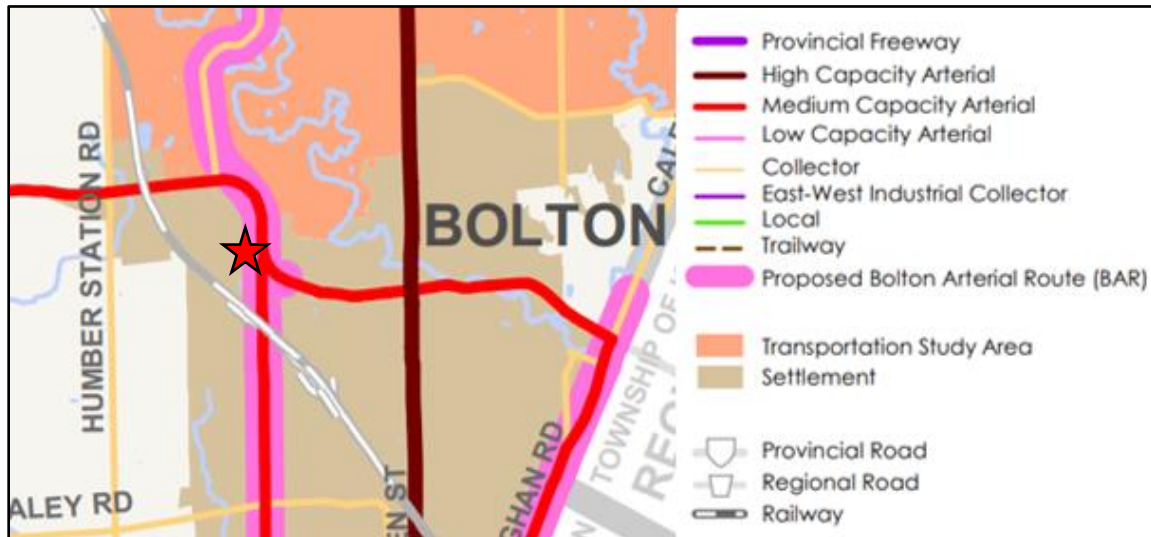 HUMBER STATION RD
BOLTON
CAL
TOWNSHIP OF
REG
GHAN RD
EN ST
ALEY RD
Provincial Freeway
High Capacity Arterial
Medium Capacity Arterial
Low Capacity Arterial
Collector
East-West Industrial Collector
Local
Trailway
Proposed Bolton Arterial Route (BAR)
Transportation Study Area
Settlement
Provincial Road
Regional Road
Railway